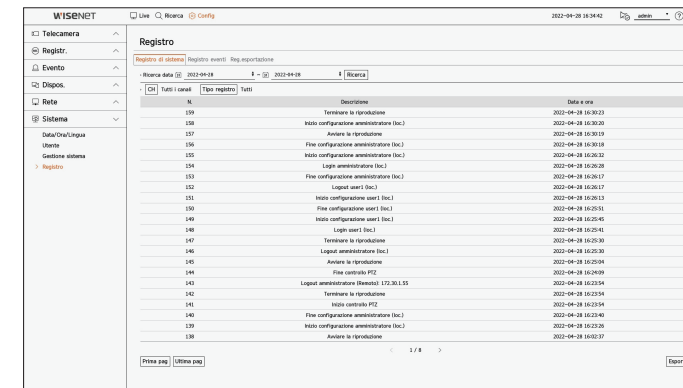 WISENET Live Ricerca Config 2022-04-28 16:34:42 admin ?
Telecamera
Registr.
Evento
Dispos.
Rete
Sistema
Data/Ora/Lingua
Utente
Gestione sistema
> Registro
Registro
Registro di sistema Registro eventi Reg.esportazione
· Ricerca data 2022-04-28 ~ 2022-04-28 Ricerca
· CH Tutti i canali Tipo registro Tutti
N. Descrizione Data e ora
159 Terminare la riproduzione 2022-04-28 16:30:23
158 Inizio configurazione amministratore (loc.) 2022-04-28 16:30:20
157 Avviare la riproduzione 2022-04-28 16:30:19
156 Fine configurazione amministratore (loc.) 2022-04-28 16:30:18
155 Inizio configurazione amministratore (loc.) 2022-04-28 16:26:32
154 Login amministratore (loc.) 2022-04-28 16:26:28
153 Fine configurazione amministratore (loc.) 2022-04-28 16:26:17
152 Logout user1 (loc.) 2022-04-28 16:26:17
151 Inizio configurazione user1 (loc.) 2022-04-28 16:26:13
150 Fine configurazione user1 (loc.) 2022-04-28 16:25:51
149 Inizio configurazione user1 (loc.) 2022-04-28 16:25:45
148 Login user1 (loc.) 2022-04-28 16:25:41
147 Terminare la riproduzione 2022-04-28 16:25:30
146 Logout amministratore (loc.) 2022-04-28 16:25:30
145 Avviare la riproduzione 2022-04-28 16:25:04
144 Fine controllo PTZ 2022-04-28 16:24:09
143 Logout amministratore (Remoto): 172.30.1.55 2022-04-28 16:23:54
142 Terminare la riproduzione 2022-04-28 16:23:54
141 Inizio controllo PTZ 2022-04-28 16:23:54
140 Fine configurazione amministratore (loc.) 2022-04-28 16:23:40
139 Inizio configurazione amministratore (loc.) 2022-04-28 16:23:26
138 Avviare la riproduzione 2022-04-28 16:02:37
< 1 / 8 >
Prima pag Ultima pag Espor